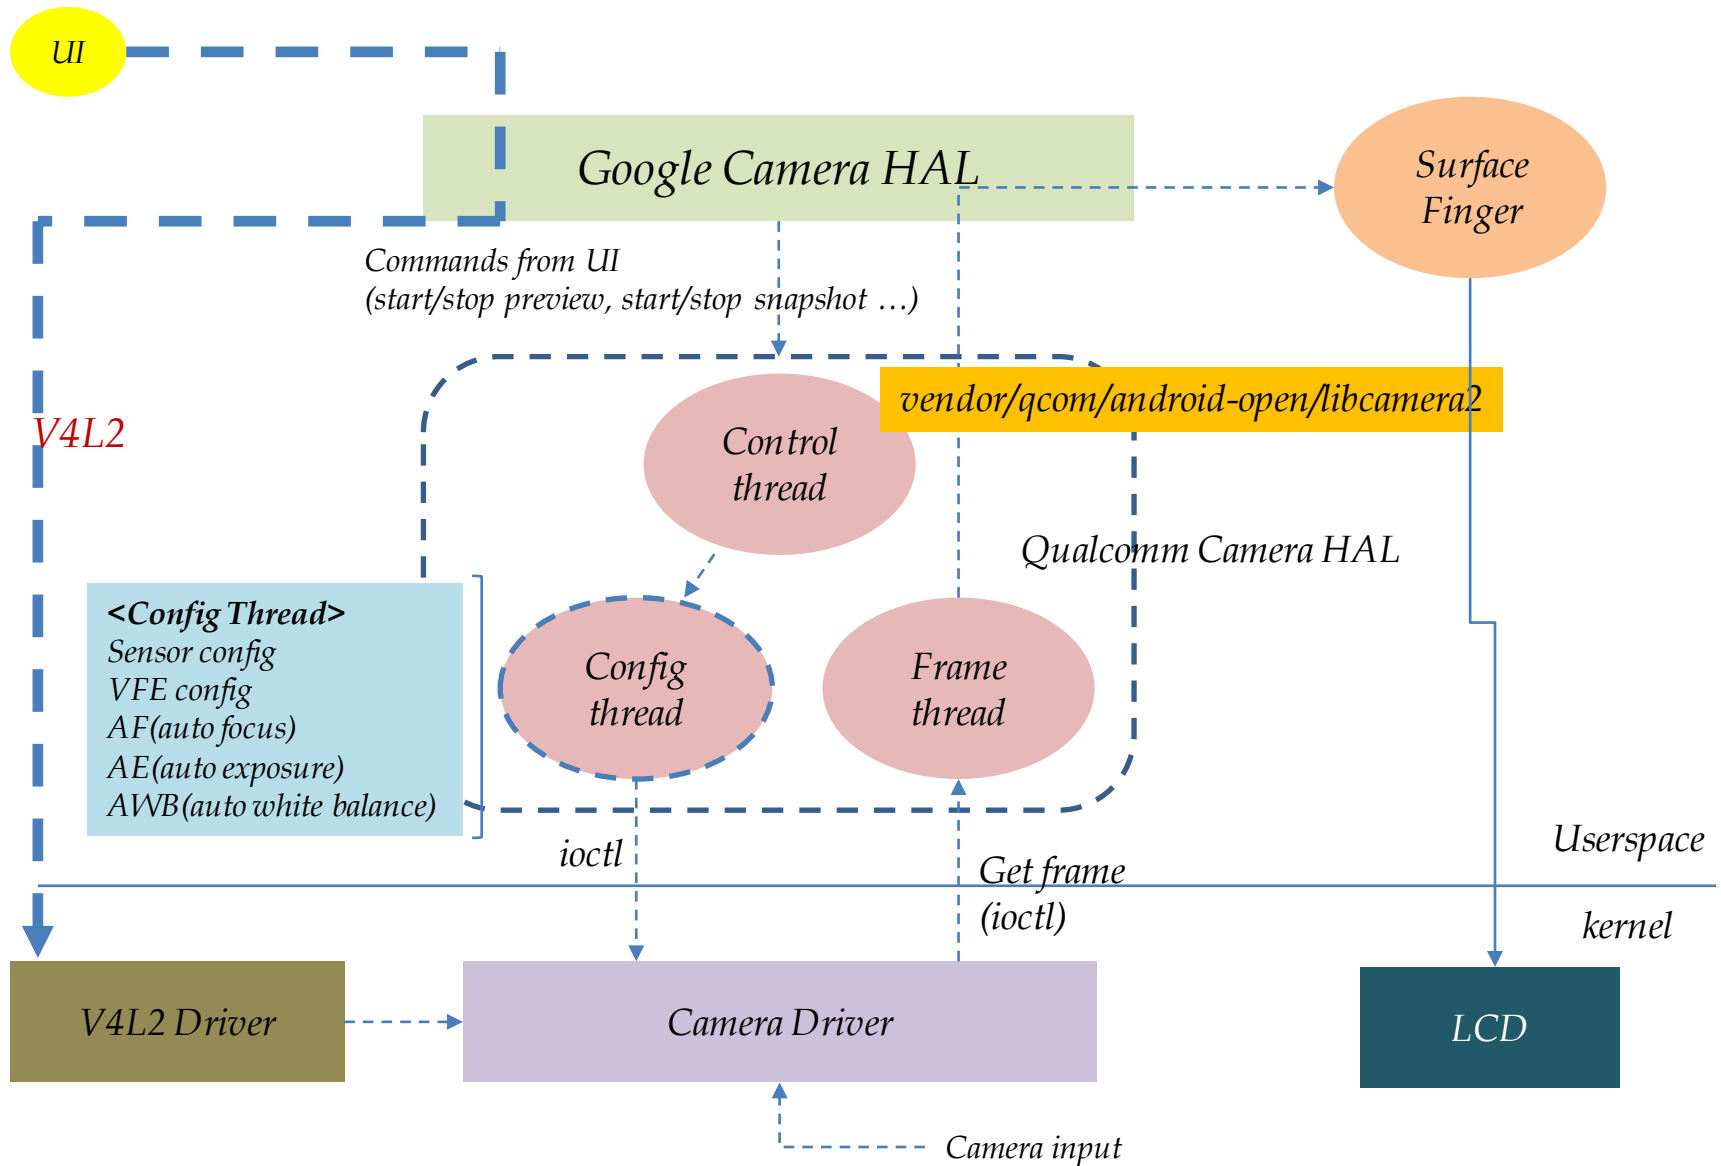 UI
Google Camera HAL
Surface
Finger
Commands from UI
(start/stop preview, start/stop snapshot …)
vendor/qcom/android-open/libcamera2
V4L2
Control
thread
Qualcomm Camera HAL
<Config Thread>
Sensor config
VFE config
AF(auto focus)
AE(auto exposure)
AWB(auto white balance)
Config
thread
Frame
thread
ioctl
Get frame
(ioctl)
Userspace
kernel
V4L2 Driver
Camera Driver
LCD
Camera input